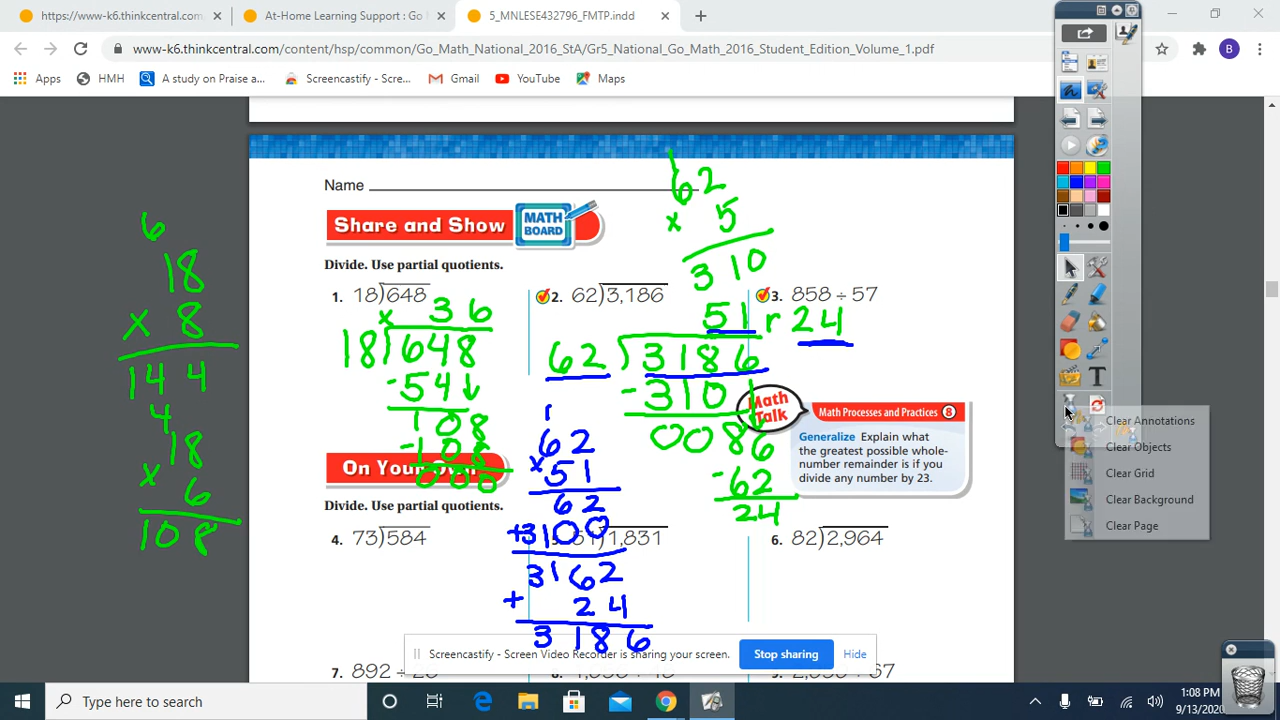 https://www-k6.thinkcentral.com/
At-Home Learning Support
5_MNLESE432796_FMTP.indd
www-k6.thinkcentral.com/content/hsp/common/Go_Math_National_2016_StA/Gr5_National_Go_Math_2016_Student_Edition_Volume_1.pdf
B
Apps
HMH
A study on Praise a...
Screencastify
Gmail
YouTube
Maps
Name
Share and Show
MATH BOARD
Divide. Use partial quotients.
1. 18)648
2. 62)3,186
3. 858 ÷ 57
6
18
x 8
144
4
18
x 6
108
x 36
18)648
-54
108
-108
000
1
62
x 5
310
51 r 24
62)3186
-310
0086
-62
24
1
62
x51
62
+3100
3162
+ 24
3186
Math Talk
Math Processes and Practices 8
Generalize Explain what
the greatest possible whole-
number remainder is if you
divide any number by 23.
On Your Own
Divide. Use partial quotients.
4. 73)584
1,831
6. 82)2,964
7. 892 ÷
T
Clear Annotations
Clear Objects
Clear Grid
Clear Background
Clear Page
Screencastify - Screen Video Recorder is sharing your screen.
Stop sharing
Hide
Type here to search
1:08 PM
9/13/2020